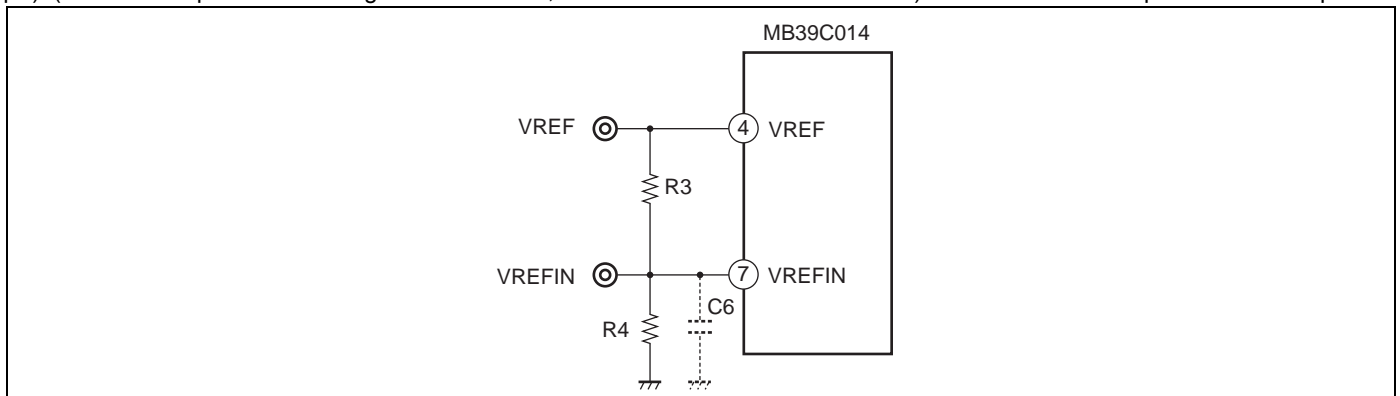 MB39C014
VREF
4 VREF
R3
VREFIN
7 VREFIN
C6
R4